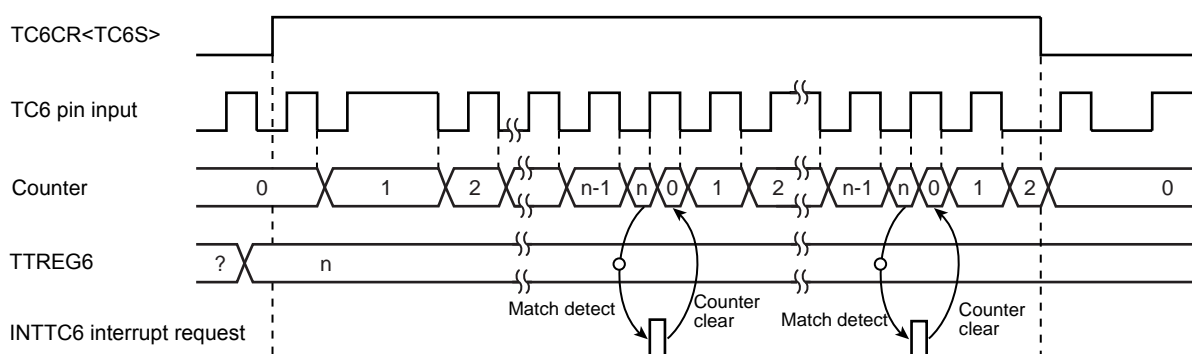 TC6CR<TC6S>
TC6 pin input
Counter
0 1 2 n-1 n 0 1 2 n-1 n 0 1 2 0
TTREG6
? n
Match detect
Counter
clear
Match detect
Counter
clear
INTTC6 interrupt request